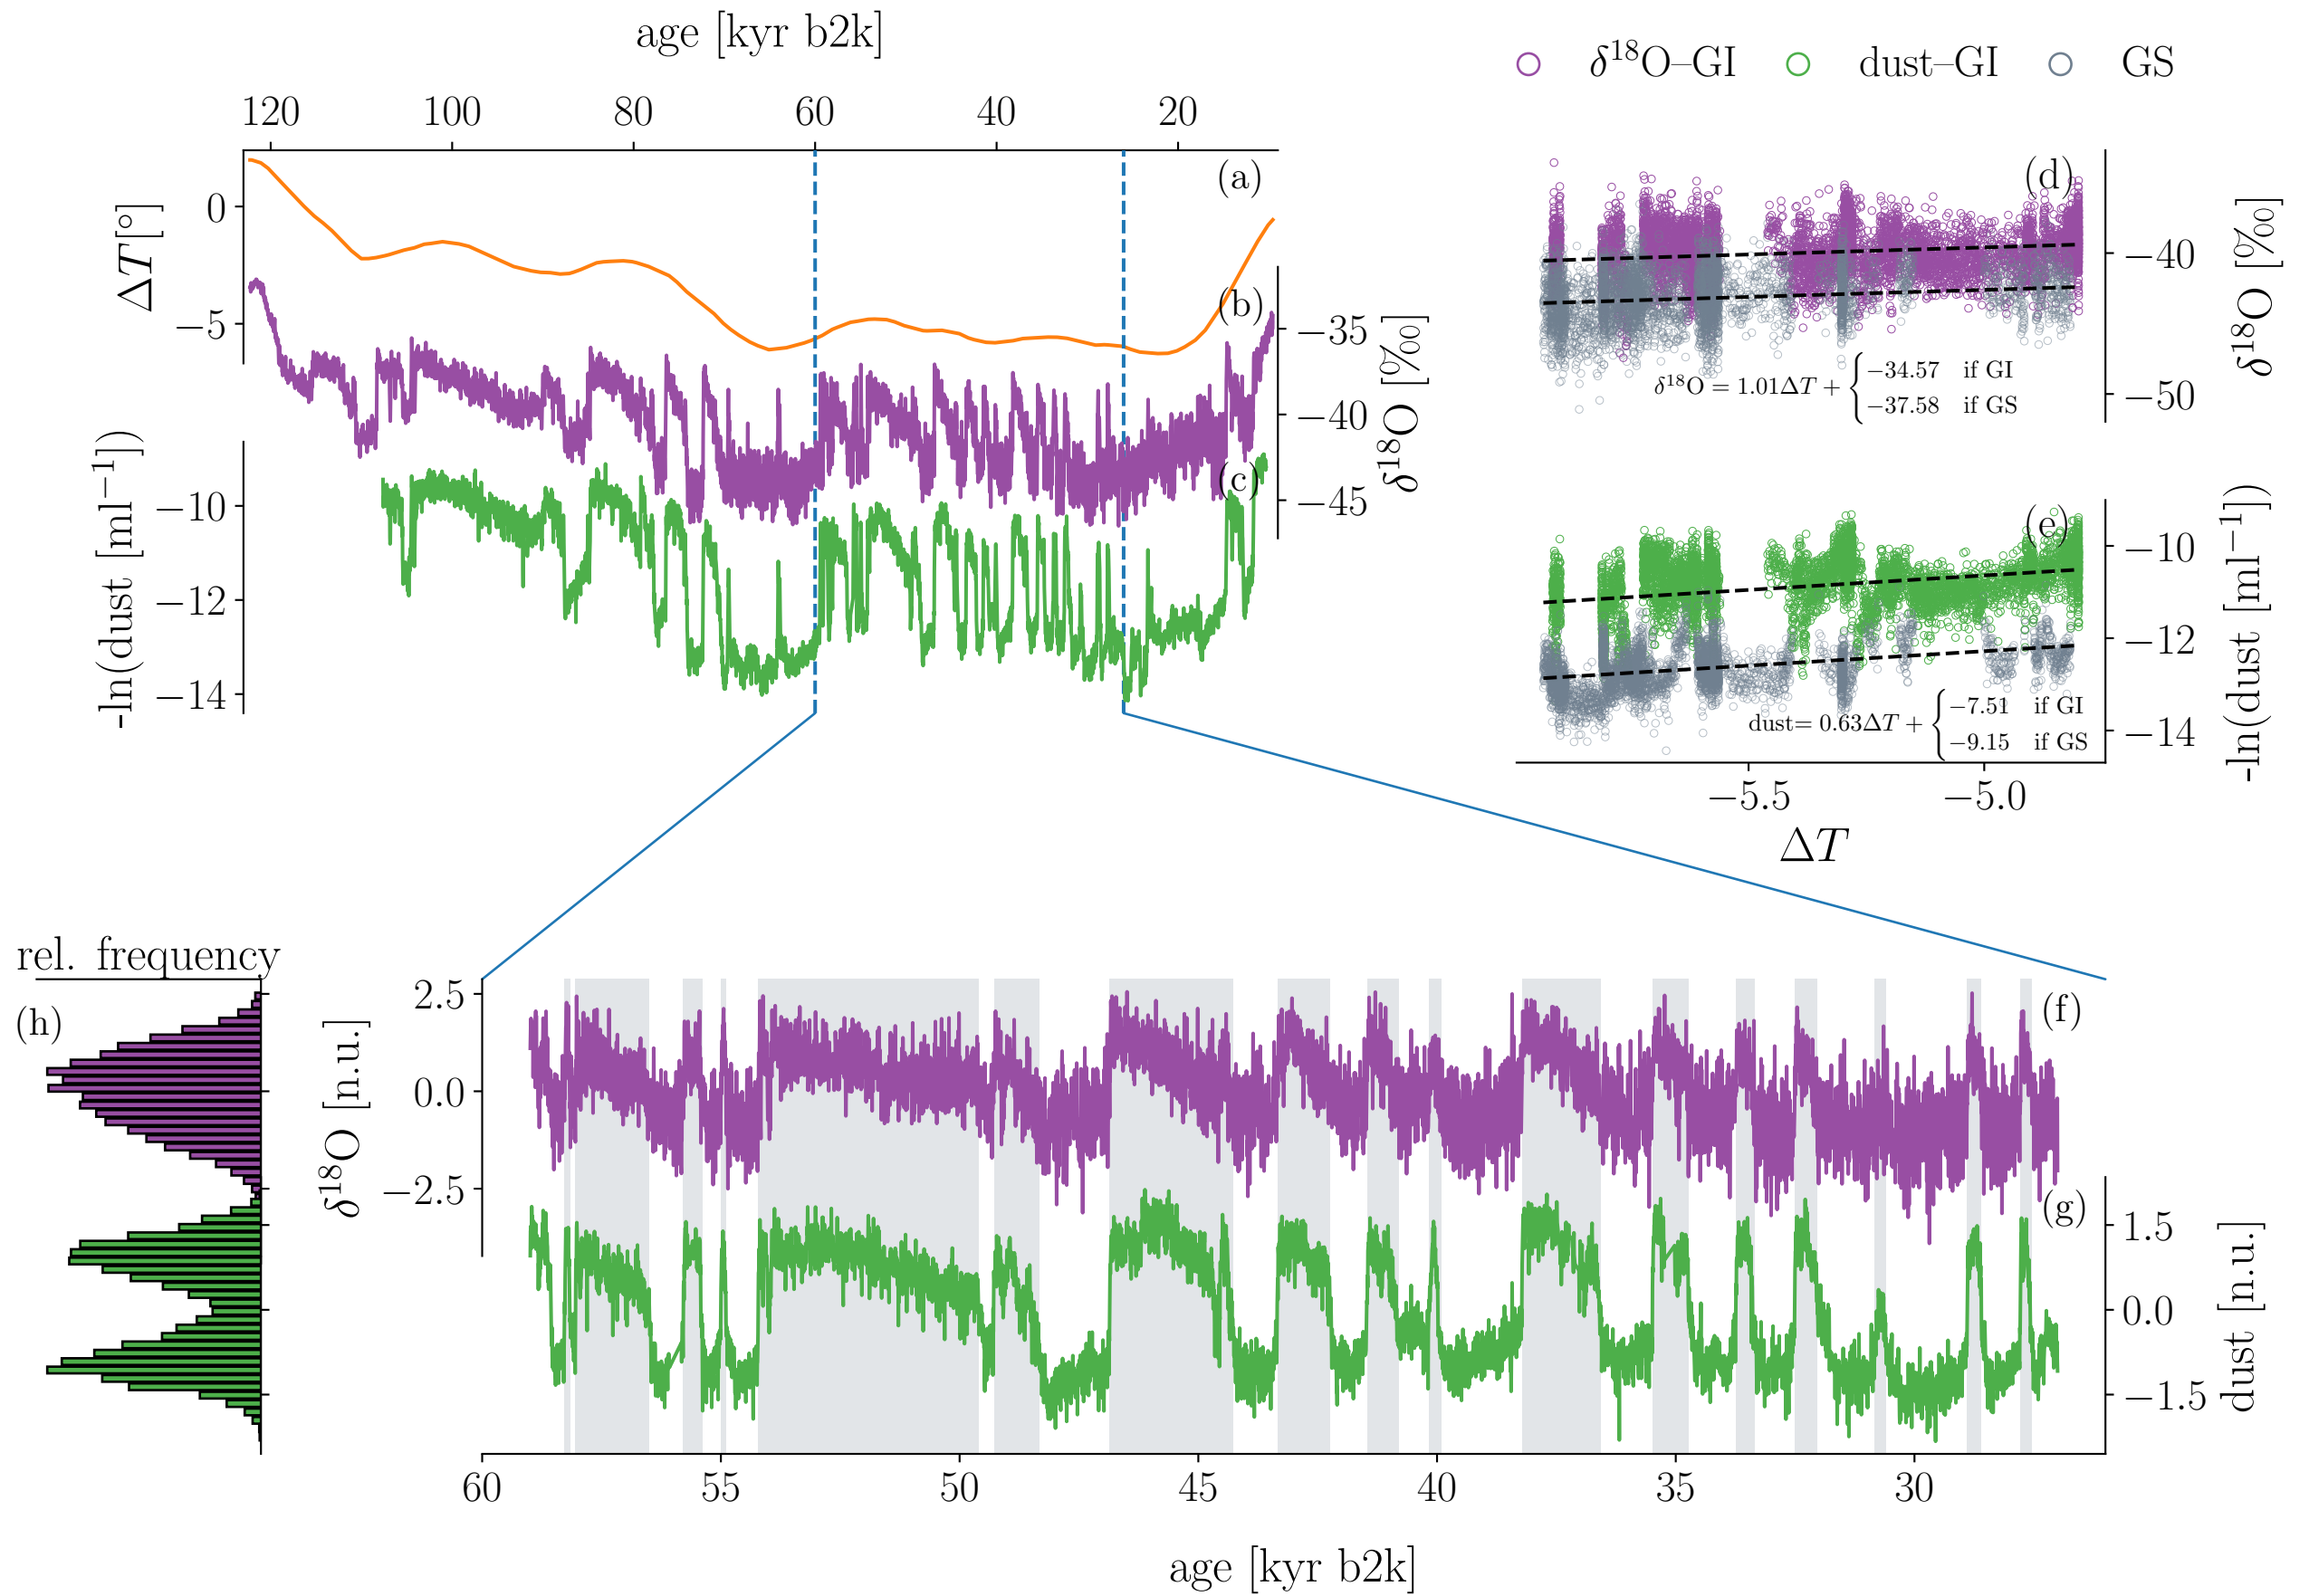 age [kyr b2k]
120 100 80 60 40 20
δ¹⁸O–GI dust–GI GS
(a)
ΔT[°]
0
−5
(b)
δ¹⁸O [‰]
−35
−40
−45
(c)
-ln(dust [ml⁻¹])
−10
−12
−14
(d)
δ¹⁸O [‰]
−40
−50
δ¹⁸O = 1.01ΔT + { −34.57 if GI
−37.58 if GS
(e)
-ln(dust [ml⁻¹])
−10
−12
−14
dust= 0.63ΔT + { −7.51 if GI
−9.15 if GS
−5.5 −5.0
ΔT
rel. frequency
(h)
δ¹⁸O [n.u.]
2.5
0.0
−2.5
(f)
(g)
dust [n.u.]
1.5
0.0
−1.5
60 55 50 45 40 35 30
age [kyr b2k]